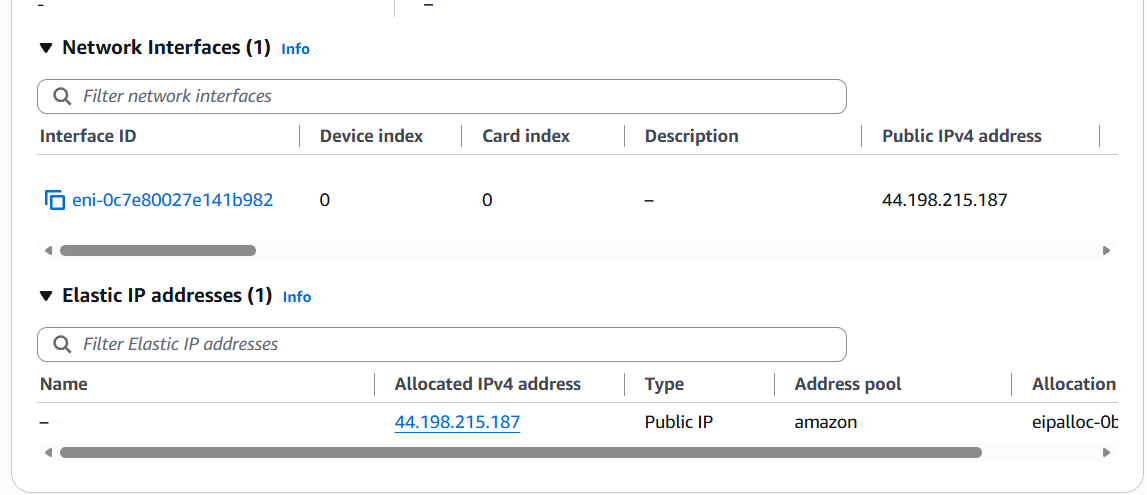 -
–
Network Interfaces (1) Info
Filter network interfaces
Interface ID Device index Card index Description Public IPv4 address
eni-0c7e80027e141b982 0 0 – 44.198.215.187
Elastic IP addresses (1) Info
Filter Elastic IP addresses
Name Allocated IPv4 address Type Address pool Allocation
– 44.198.215.187 Public IP amazon eipalloc-0b